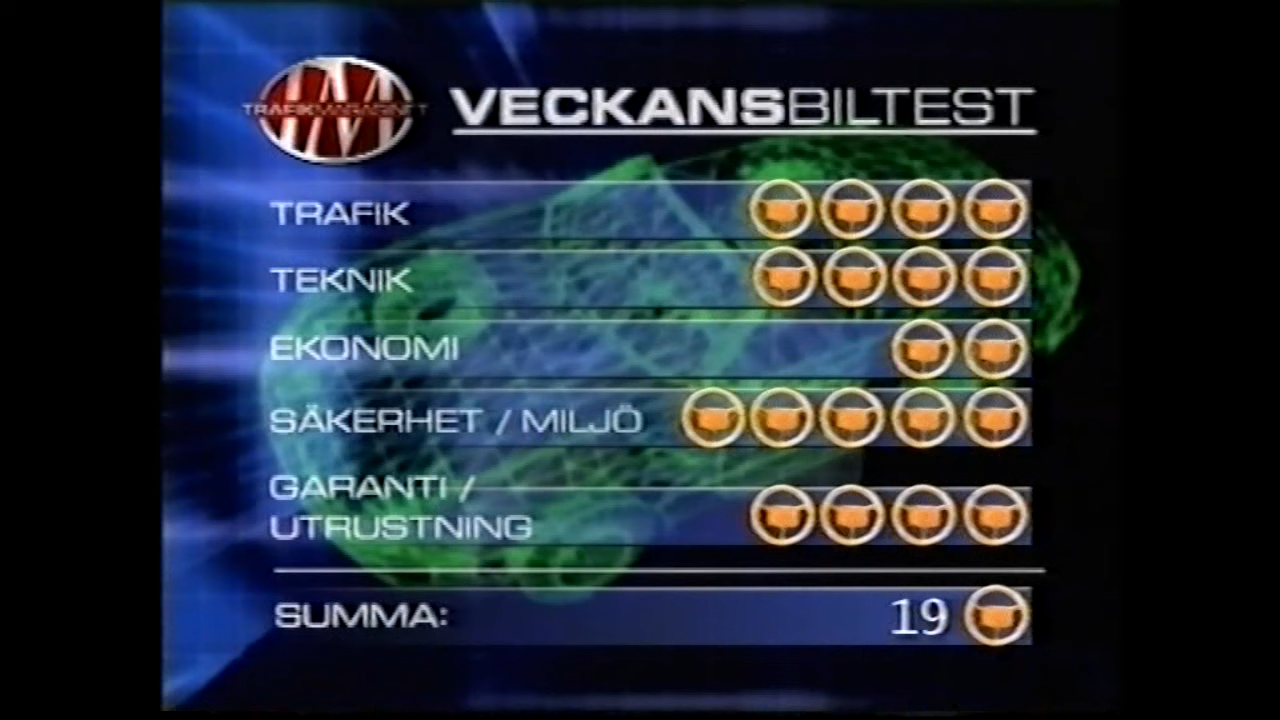 TRAFIKMAGASINET
VECKANSBILTEST
TRAFIK
TEKNIK
EKONOMI
SÄKERHET / MILJÖ
GARANTI /
UTRUSTNING
SUMMA: 19